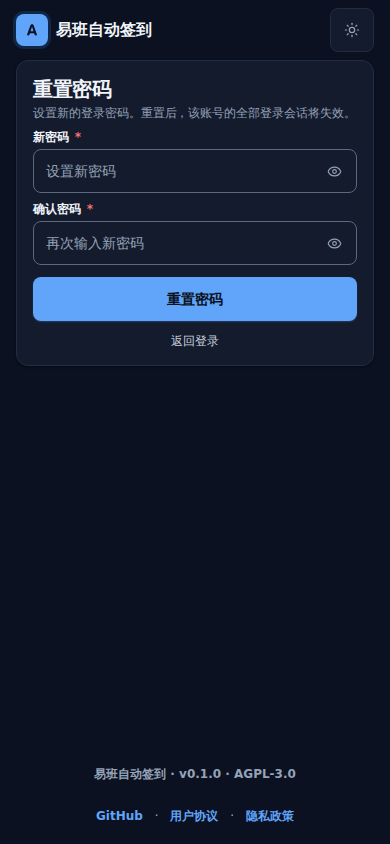 A 易班自动签到
重置密码
设置新的登录密码。重置后，该账号的全部登录会话将失效。
新密码 *
设置新密码
确认密码 *
再次输入新密码
重置密码
返回登录
易班自动签到 · v0.1.0 · AGPL-3.0
GitHub · 用户协议 · 隐私政策